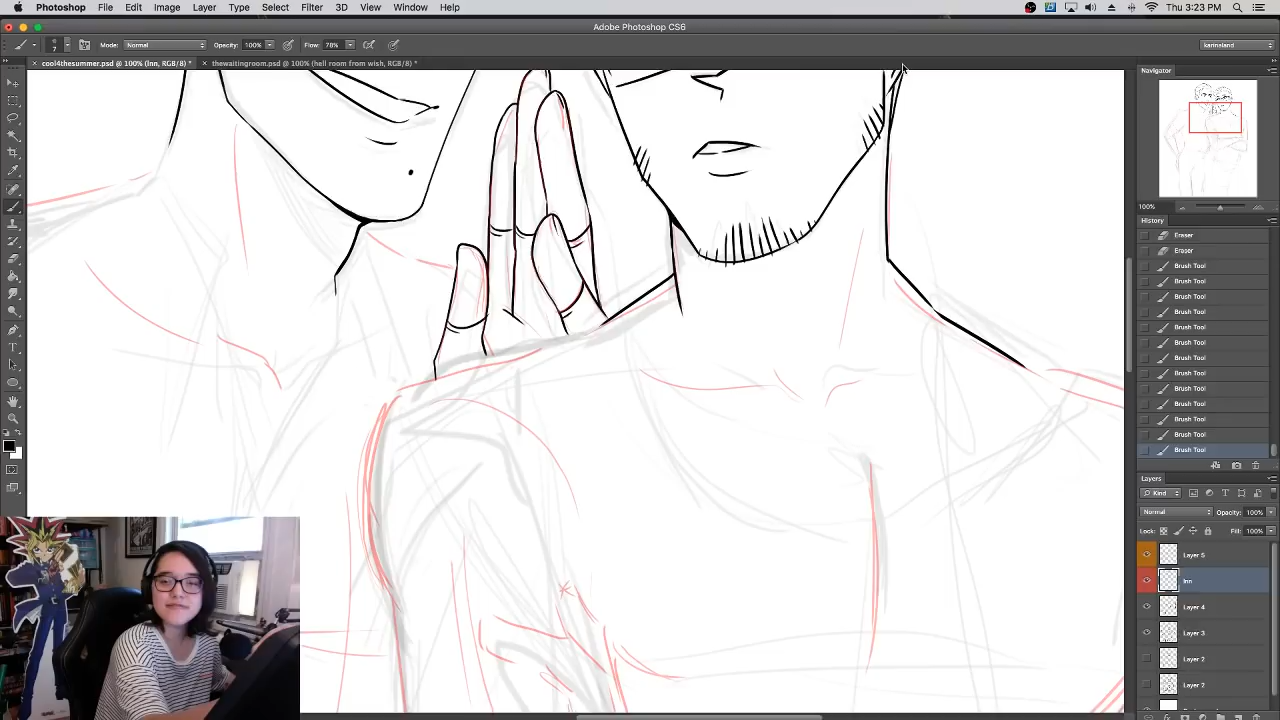 Photoshop File Edit Image Layer Type Select Filter 3D View Window Help Thu 3:23 PM
Adobe Photoshop CS6
7 Mode: Normal Opacity: 100% Flow: 78% karinsland
cool4thesummer.psd @ 100% (Inn, RGB/8) * thewaitingroom.psd @ 100% (hell room from wish, RGB/8) *
Navigator
100%
History
Eraser
Eraser
Brush Tool
Brush Tool
Brush Tool
Brush Tool
Brush Tool
Brush Tool
Brush Tool
Brush Tool
Brush Tool
Brush Tool
Brush Tool
Brush Tool
Brush Tool
Layers
Kind
Normal Opacity: 100%
Lock: Fill: 100%
Layer 5
Inn
Layer 4
Layer 3
Layer 2
Layer 2